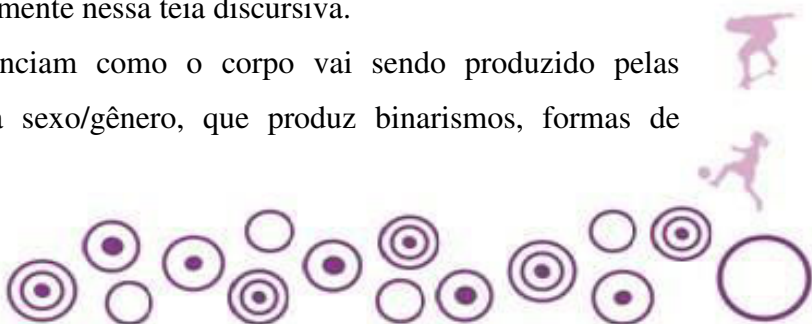 mente nessa teia discursiva.
nciam como o corpo vai sendo produzido pelas
sexo/gênero, que produz binarismos, formas de